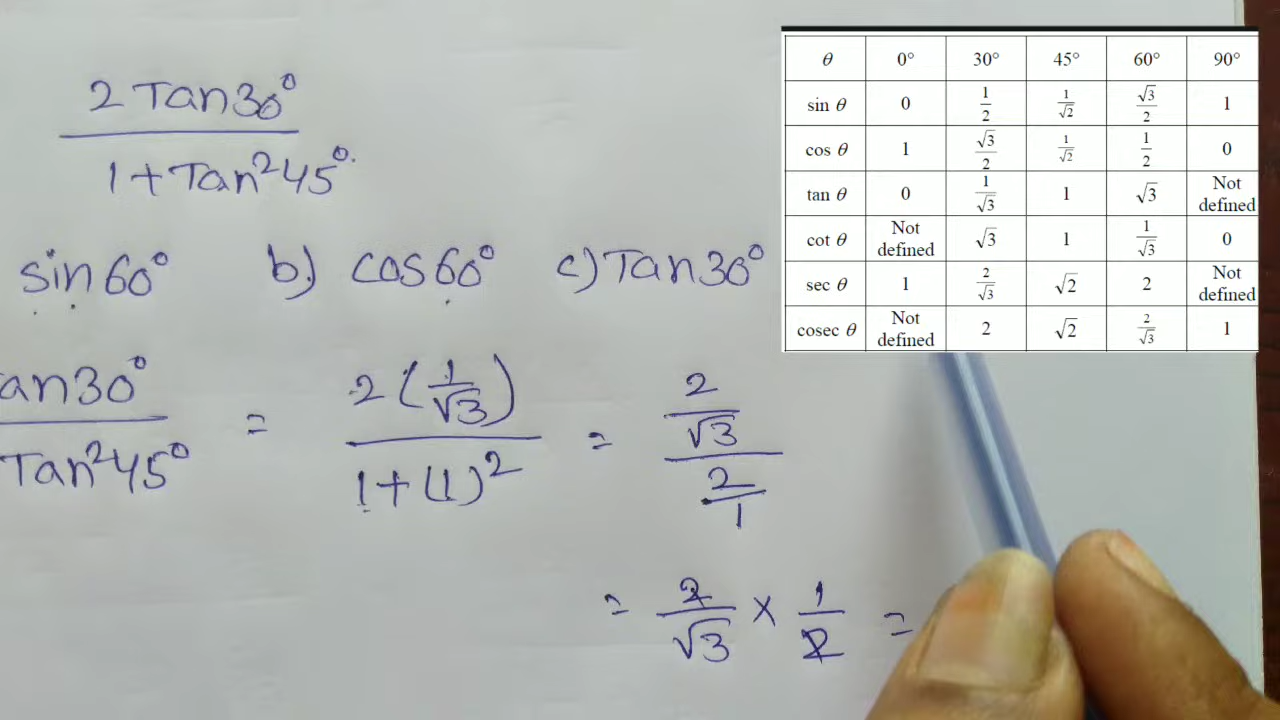 2 Tan30°
1 + Tan²45°.
sin60° b) cos60° c) Tan30°
an30° = 2(1/√3) = 2/√3
Tan²45° 1+(1)² 2/1
= 2/√3 × 1/2 =
θ 0° 30° 45° 60° 90°
sin θ 0 1/2 1/√2 √3/2 1
cos θ 1 √3/2 1/√2 1/2 0
tan θ 0 1/√3 1 √3 Not defined
cot θ Not defined √3 1 1/√3 0
sec θ 1 2/√3 √2 2 Not defined
cosec θ Not defined 2 √2 2/√3 1